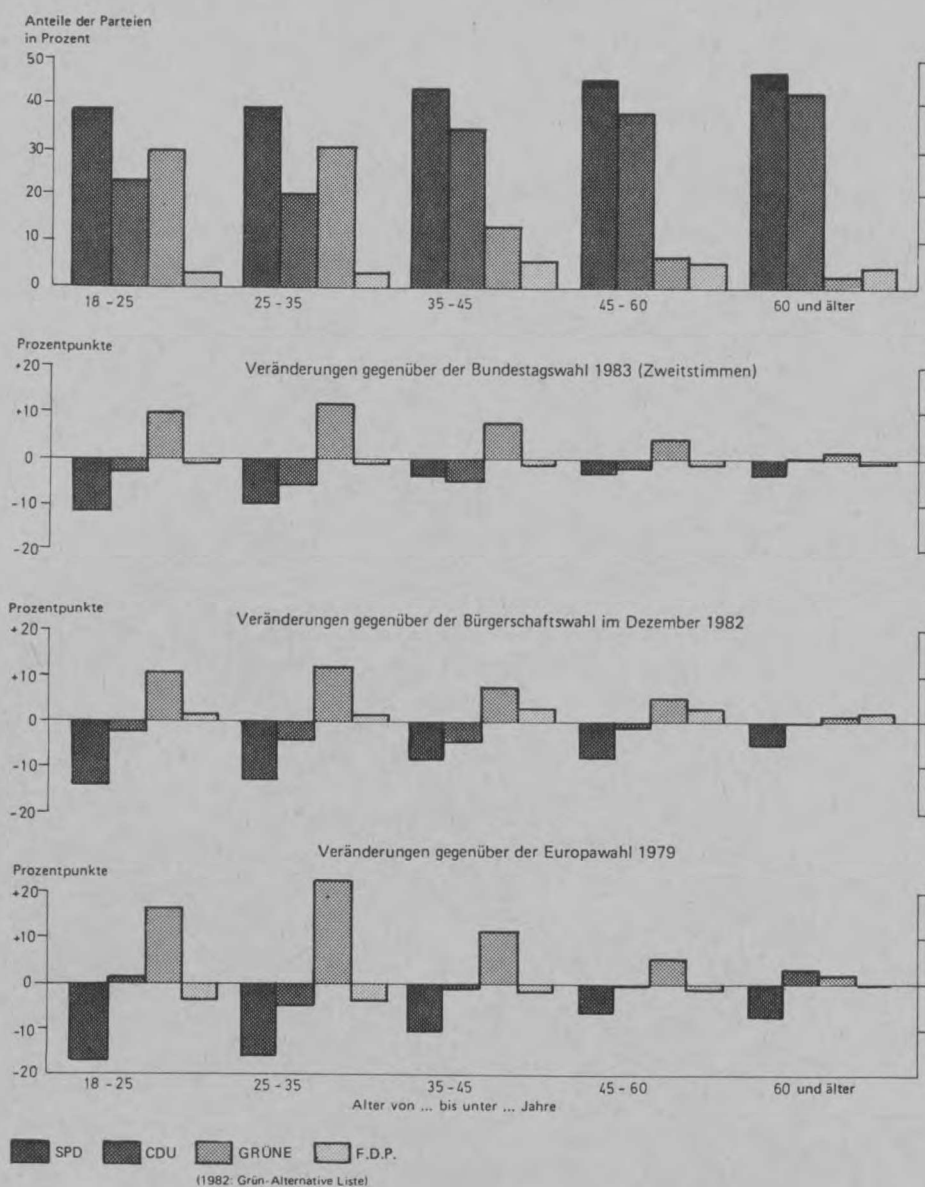 Anteile der Parteien
in Prozent
50
40
30
20
10
0
18 - 25
25 - 35
35 - 45
45 - 60
60 und älter
Prozentpunkte
+20
Veränderungen gegenüber der Bundestagswahl 1983 (Zweitstimmen)
+10
0
-10
-20
Prozentpunkte
+20
Veränderungen gegenüber der Bürgerschaftswahl im Dezember 1982
+10
0
-10
-20
Veränderungen gegenüber der Europawahl 1979
Prozentpunkte
+20
+10
0
-10
-20
18 - 25
25 - 35
35 - 45
45 - 60
60 und älter
Alter von ... bis unter ... Jahre
SPD CDU GRÜNE F.D.P.
(1982: Grün-Alternative Liste)